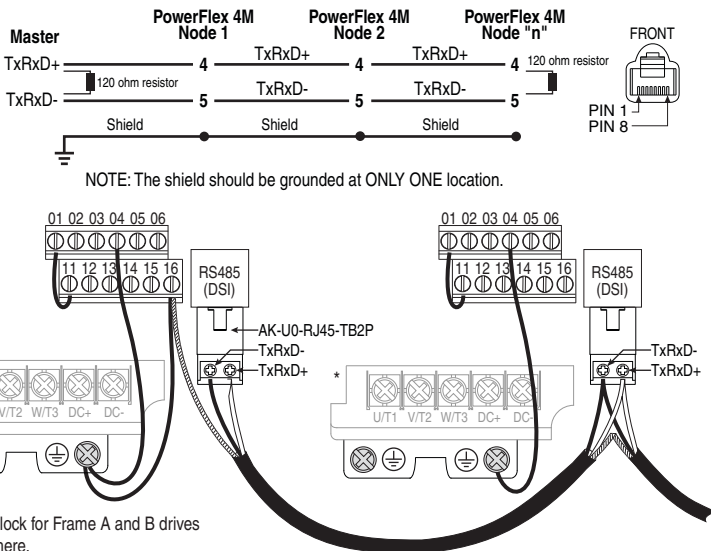 PowerFlex 4M
Node 1
PowerFlex 4M
Node 2
PowerFlex 4M
Node "n"
FRONT
Master
TxRxD+
4
TxRxD+
4
TxRxD+
4
120 ohm resistor
120 ohm resistor
TxRxD-
5
TxRxD-
5
TxRxD-
5
PIN 1
PIN 8
Shield
Shield
Shield
NOTE: The shield should be grounded at ONLY ONE location.
01 02 03 04 05 06
11 12 13 14 15 16
RS485
(DSI)
AK-U0-RJ45-TB2P
TxRxD-
TxRxD+
01 02 03 04 05 06
11 12 13 14 15 16
RS485
(DSI)
TxRxD-
TxRxD+
V/T2 W/T3 DC+ DC-
*
U/T1 V/T2 W/T3 DC+ DC-
lock for Frame A and B drives
here.